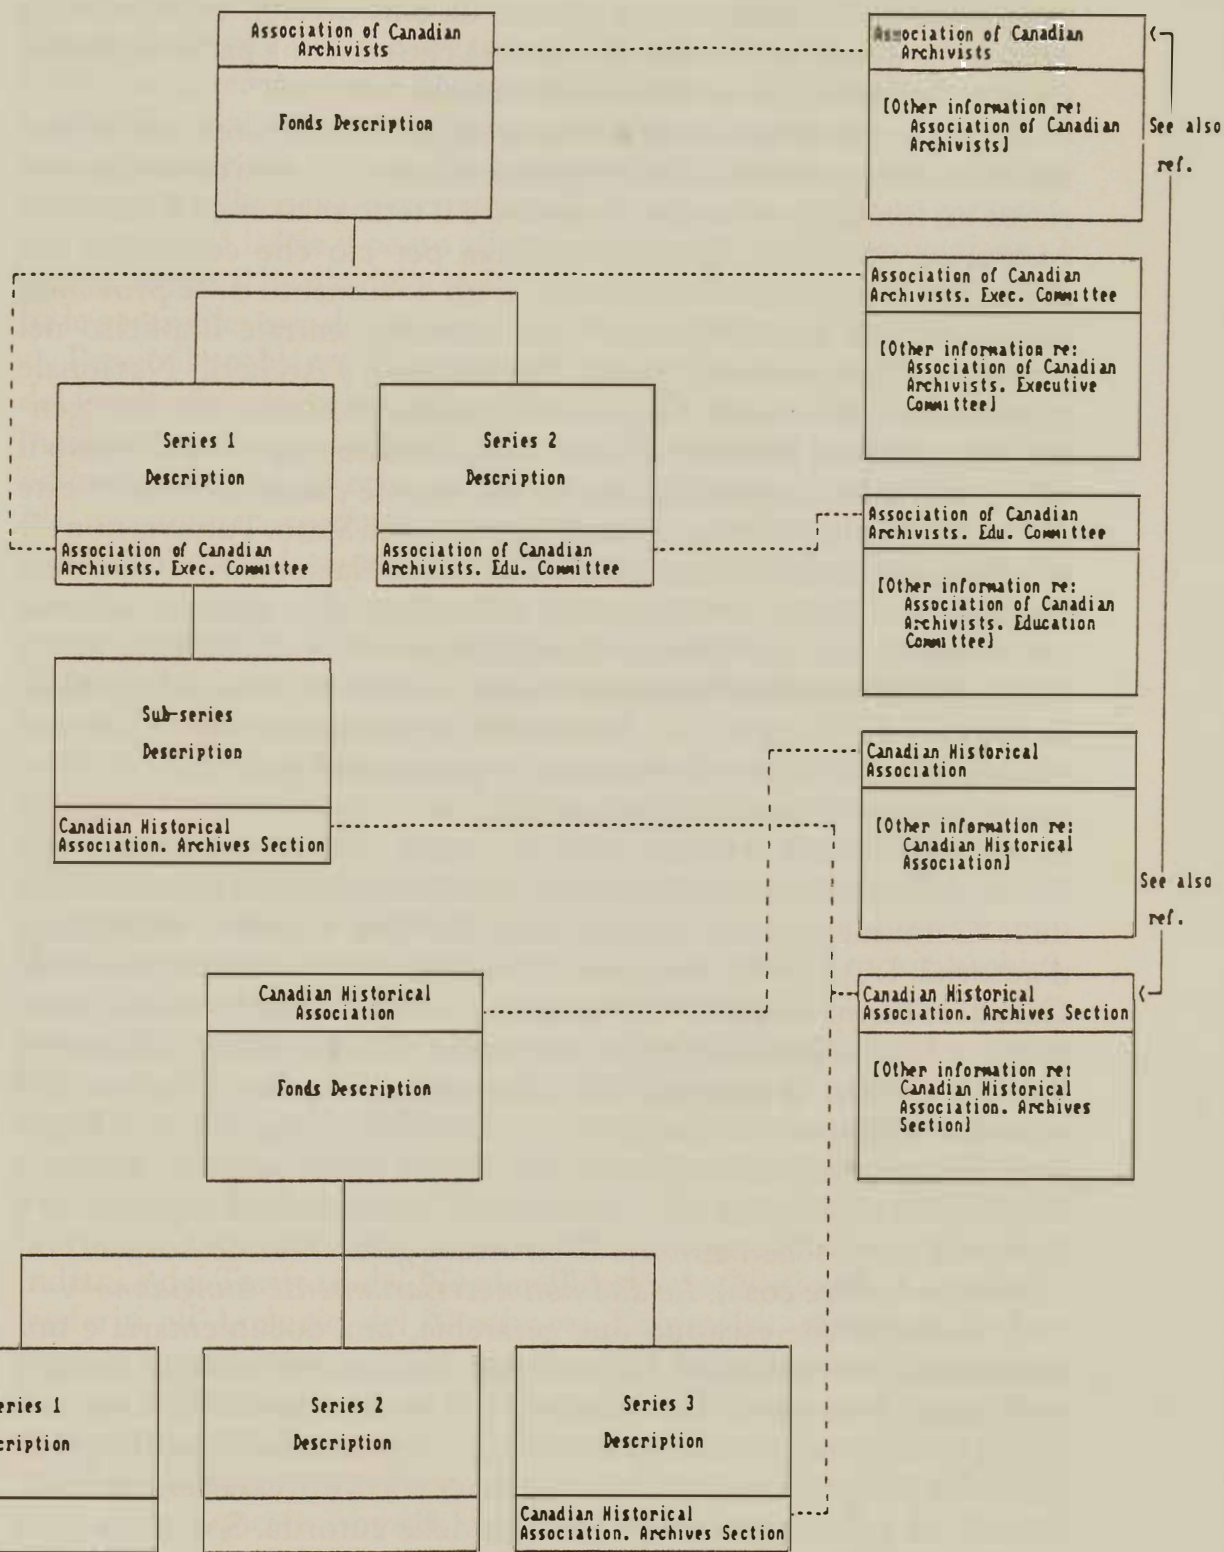 Association of Canadian
Archivists
Fonds Description
Association of Canadian
Archivists
[Other information re:
Association of Canadian
Archivists]
See also
ref.
Association of Canadian
Archivists. Exec. Committee
[Other information re:
Association of Canadian
Archivists. Executive
Committee]
Series 1
Description
Association of Canadian
Archivists. Exec. Committee
Series 2
Description
Association of Canadian
Archivists. Edu. Committee
Association of Canadian
Archivists. Edu. Committee
[Other information re:
Association of Canadian
Archivists. Education
Committee]
Sub-series
Description
Canadian Historical
Association. Archives Section
Canadian Historical
Association
[Other information re:
Canadian Historical
Association]
See also
ref.
Canadian Historical
Association
Fonds Description
Canadian Historical
Association. Archives Section
[Other information re:
Canadian Historical
Association. Archives
Section]
eries 1
cription
Series 2
Description
Series 3
Description
Canadian Historical
Association. Archives Section